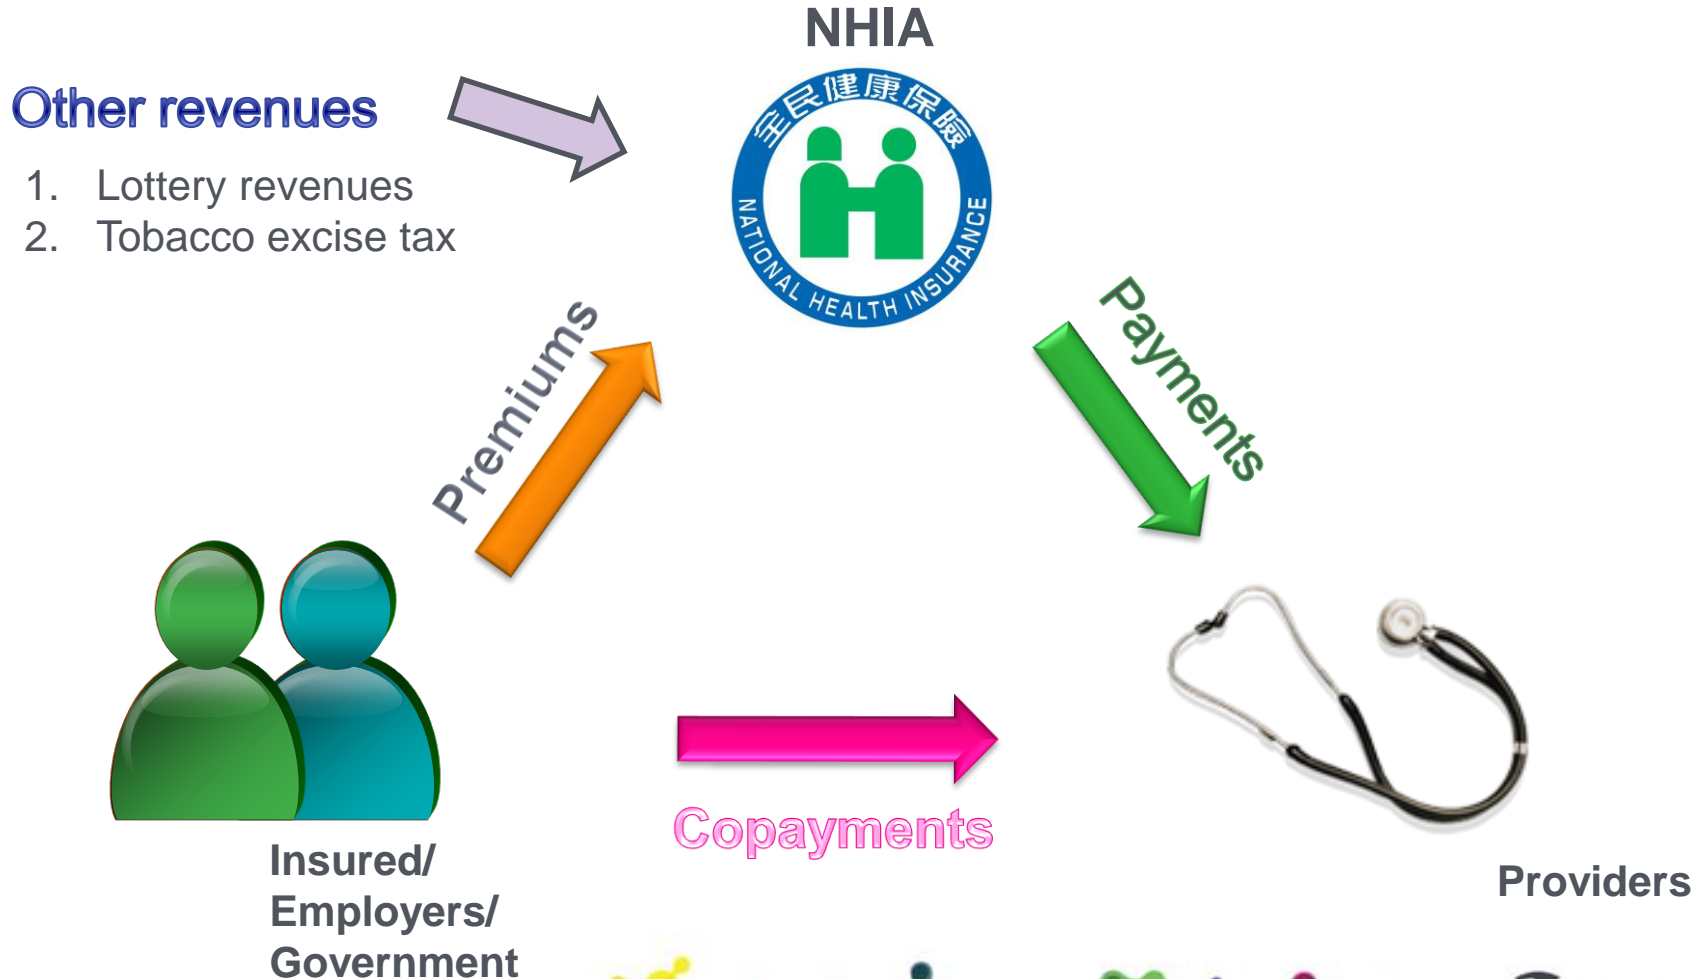 NHIA
Other revenues
1. Lottery revenues
2. Tobacco excise tax
全民健康保險
NATIONAL HEALTH INSURANCE
Premiums
Payments
Copayments
Insured/
Employers/
Government
Providers